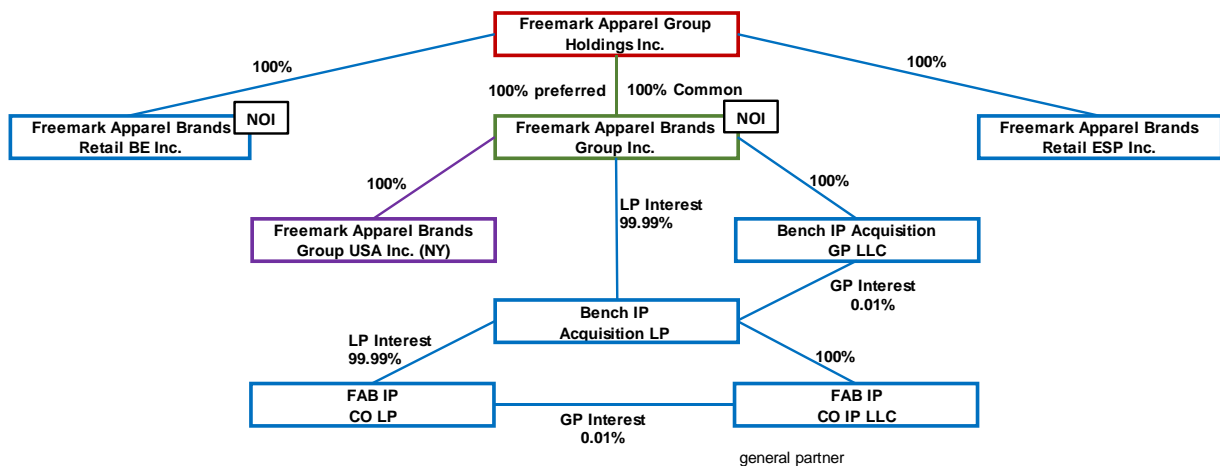 Freemark Apparel Group
Holdings Inc.
100%
100%
100% preferred
100% Common
NOI
NOI
Freemark Apparel Brands
Retail BE Inc.
Freemark Apparel Brands
Group Inc.
Freemark Apparel Brands
Retail ESP Inc.
100%
LP Interest
99.99%
100%
Freemark Apparel Brands
Group USA Inc. (NY)
Bench IP Acquisition
GP LLC
GP Interest
0.01%
Bench IP
Acquisition LP
LP Interest
99.99%
100%
FAB IP
CO LP
FAB IP
CO IP LLC
GP Interest
0.01%
general partner